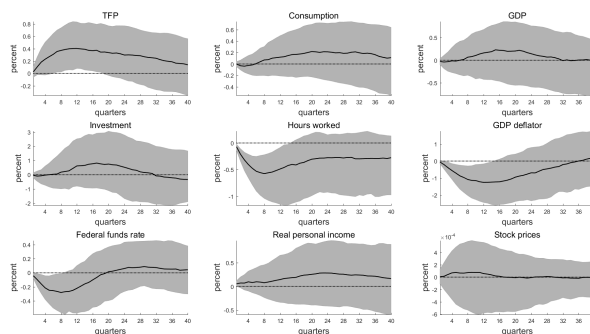 TFP
Consumption
GDP
percent
0.8
0.6
0.4
0.2
0
-0.2
4 8 12 16 20 24 28 32 36 40
quarters
percent
0.8
0.6
0.4
0.2
0
-0.2
-0.4
4 8 12 16 20 24 28 32 36 40
quarters
percent
0.5
0
-0.5
4 8 12 16 20 24 28 32 36
quarters
Investment
Hours worked
GDP deflator
percent
3
2
1
0
-1
-2
4 8 12 16 20 24 28 32 36 40
quarters
percent
0
-0.5
-1
4 8 12 16 20 24 28 32 36 40
quarters
percent
1
0
-1
-2
4 8 12 16 20 24 28 32 36
quarters
Federal funds rate
Real personal income
Stock prices
percent
0.4
0.2
0
-0.2
-0.4
4 8 12 16 20 24 28 32 36 40
quarters
percent
0.5
0
-0.5
4 8 12 16 20 24 28 32 36 40
quarters
×10-4
percent
6
4
2
0
-2
-4
-6
4 8 12 16 20 24 28 32 36
quarters